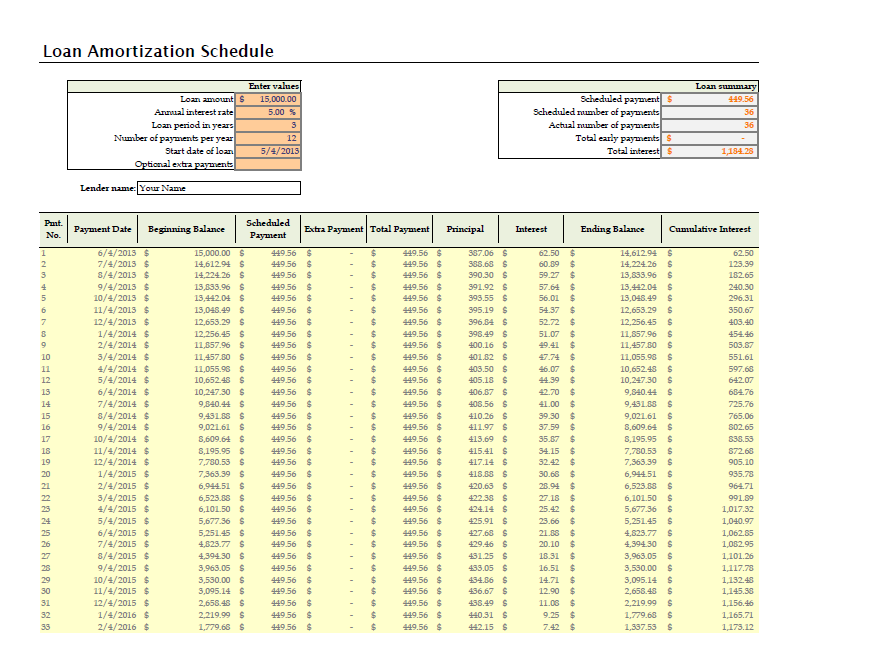 Loan Amortization Schedule
Enter values
Loan amount $ 15,000.00
Annual interest rate 5.00 %
Loan period in years 3
Number of payments per year 12
Start date of loan 5/4/2013
Optional extra payments
Loan summary
Scheduled payment $ 449.56
Scheduled number of payments 36
Actual number of payments 36
Total early payments $ -
Total interest $ 1,184.28
Lender name: Your Name
Pmt. No. Payment Date Beginning Balance Scheduled Payment Extra Payment Total Payment Principal Interest Ending Balance Cumulative Interest
1 6/4/2013 $ 15,000.00 $ 449.56 $ - $ 449.56 $ 387.06 $ 62.50 $ 14,612.94 $ 62.50
2 7/4/2013 $ 14,612.94 $ 449.56 $ - $ 449.56 $ 388.68 $ 60.89 $ 14,224.26 $ 123.39
3 8/4/2013 $ 14,224.26 $ 449.56 $ - $ 449.56 $ 390.30 $ 59.27 $ 13,833.96 $ 182.65
4 9/4/2013 $ 13,833.96 $ 449.56 $ - $ 449.56 $ 391.92 $ 57.64 $ 13,442.04 $ 240.30
5 10/4/2013 $ 13,442.04 $ 449.56 $ - $ 449.56 $ 393.55 $ 56.01 $ 13,048.49 $ 296.31
6 11/4/2013 $ 13,048.49 $ 449.56 $ - $ 449.56 $ 395.19 $ 54.37 $ 12,653.29 $ 350.67
7 12/4/2013 $ 12,653.29 $ 449.56 $ - $ 449.56 $ 396.84 $ 52.72 $ 12,256.45 $ 403.40
8 1/4/2014 $ 12,256.45 $ 449.56 $ - $ 449.56 $ 398.49 $ 51.07 $ 11,857.96 $ 454.46
9 2/4/2014 $ 11,857.96 $ 449.56 $ - $ 449.56 $ 400.16 $ 49.41 $ 11,457.80 $ 503.87
10 3/4/2014 $ 11,457.80 $ 449.56 $ - $ 449.56 $ 401.82 $ 47.74 $ 11,055.98 $ 551.61
11 4/4/2014 $ 11,055.98 $ 449.56 $ - $ 449.56 $ 403.50 $ 46.07 $ 10,652.48 $ 597.68
12 5/4/2014 $ 10,652.48 $ 449.56 $ - $ 449.56 $ 405.18 $ 44.39 $ 10,247.30 $ 642.07
13 6/4/2014 $ 10,247.30 $ 449.56 $ - $ 449.56 $ 406.87 $ 42.70 $ 9,840.44 $ 684.76
14 7/4/2014 $ 9,840.44 $ 449.56 $ - $ 449.56 $ 408.56 $ 41.00 $ 9,431.88 $ 725.76
15 8/4/2014 $ 9,431.88 $ 449.56 $ - $ 449.56 $ 410.26 $ 39.30 $ 9,021.61 $ 765.06
16 9/4/2014 $ 9,021.61 $ 449.56 $ - $ 449.56 $ 411.97 $ 37.59 $ 8,609.64 $ 802.65
17 10/4/2014 $ 8,609.64 $ 449.56 $ - $ 449.56 $ 413.69 $ 35.87 $ 8,195.95 $ 838.53
18 11/4/2014 $ 8,195.95 $ 449.56 $ - $ 449.56 $ 415.41 $ 34.15 $ 7,780.53 $ 872.68
19 12/4/2014 $ 7,780.53 $ 449.56 $ - $ 449.56 $ 417.14 $ 32.42 $ 7,363.39 $ 905.10
20 1/4/2015 $ 7,363.39 $ 449.56 $ - $ 449.56 $ 418.88 $ 30.68 $ 6,944.51 $ 935.78
21 2/4/2015 $ 6,944.51 $ 449.56 $ - $ 449.56 $ 420.63 $ 28.94 $ 6,523.88 $ 964.71
22 3/4/2015 $ 6,523.88 $ 449.56 $ - $ 449.56 $ 422.38 $ 27.18 $ 6,101.50 $ 991.89
23 4/4/2015 $ 6,101.50 $ 449.56 $ - $ 449.56 $ 424.14 $ 25.42 $ 5,677.36 $ 1,017.32
24 5/4/2015 $ 5,677.36 $ 449.56 $ - $ 449.56 $ 425.91 $ 23.66 $ 5,251.45 $ 1,040.97
25 6/4/2015 $ 5,251.45 $ 449.56 $ - $ 449.56 $ 427.68 $ 21.88 $ 4,823.77 $ 1,062.85
26 7/4/2015 $ 4,823.77 $ 449.56 $ - $ 449.56 $ 429.46 $ 20.10 $ 4,394.30 $ 1,082.95
27 8/4/2015 $ 4,394.30 $ 449.56 $ - $ 449.56 $ 431.25 $ 18.31 $ 3,963.05 $ 1,101.26
28 9/4/2015 $ 3,963.05 $ 449.56 $ - $ 449.56 $ 433.05 $ 16.51 $ 3,530.00 $ 1,117.78
29 10/4/2015 $ 3,530.00 $ 449.56 $ - $ 449.56 $ 434.86 $ 14.71 $ 3,095.14 $ 1,132.48
30 11/4/2015 $ 3,095.14 $ 449.56 $ - $ 449.56 $ 436.67 $ 12.90 $ 2,658.48 $ 1,145.38
31 12/4/2015 $ 2,658.48 $ 449.56 $ - $ 449.56 $ 438.49 $ 11.08 $ 2,219.99 $ 1,156.46
32 1/4/2016 $ 2,219.99 $ 449.56 $ - $ 449.56 $ 440.31 $ 9.25 $ 1,779.68 $ 1,165.71
33 2/4/2016 $ 1,779.68 $ 449.56 $ - $ 449.56 $ 442.15 $ 7.42 $ 1,337.53 $ 1,173.12